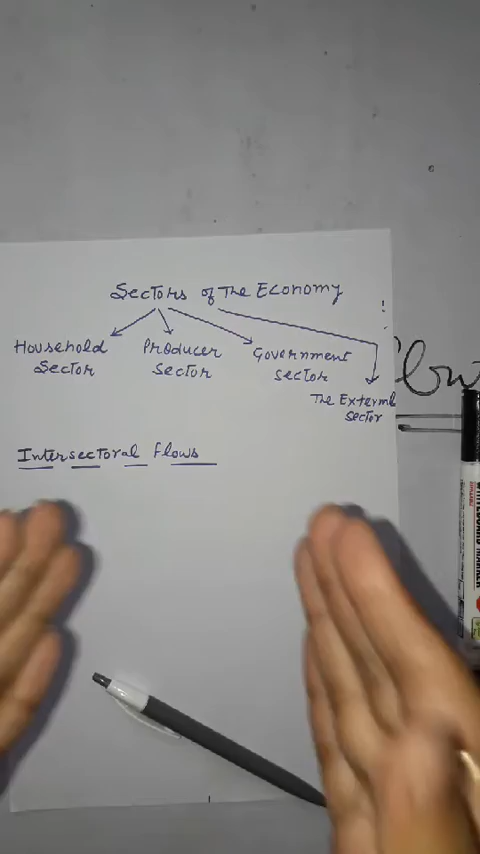 Sectors of The Economy
Household
Sector
Producer
Sector
Government
sector
The External
sector
Intersectoral Flows